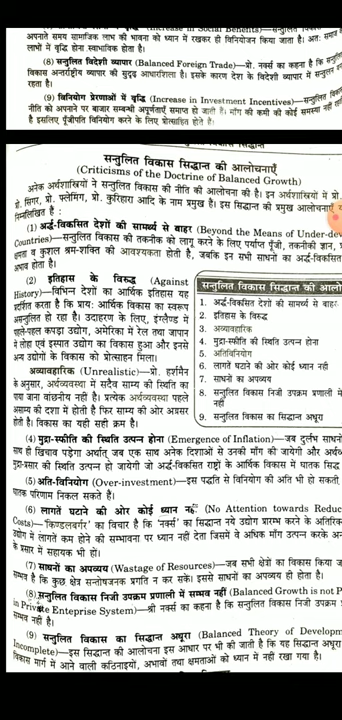 अपनाते समय सामाजिक लाभ की भावना को ध्यान में रखकर ही विनियोजन किया जाता है। अतः समाज
लाभों में वृद्धि होना स्वाभाविक होता है।
(8) सन्तुलित विदेशी व्यापार (Balanced Foreign Trade)—प्रो. नर्क्स का कहना है कि सन्तुलित
विकास अन्तर्राष्ट्रीय व्यापार की सुदृढ़ आधारशिला है। इसके कारण देश के विदेशी व्यापार में सन्तुलन
रहता है।
(9) विनियोग प्रेरणाओं में वृद्धि (Increase in Investment Incentives)—सन्तुलित
नीति को अपनाने पर बाजार सम्बन्धी अपूर्णताएँ समाप्त हो जाती हैं। माँग की कमी की कोई समस्या नहीं
है इसलिए पूँजीपति विनियोग करने के लिए प्रोत्साहित होते हैं।
सन्तुलित विकास सिद्धान्त की आलोचनाएँ
(Criticisms of the Doctrine of Balanced Growth)
अनेक अर्थशास्त्रियों ने सन्तुलित विकास की नीति की आलोचना की है। इन अर्थशास्त्रियों में प्रो.
प्रो. सिंगर, प्रो. फ्लेमिंग, प्रो. कुरिहारा आदि के नाम प्रमुख हैं। इस सिद्धान्त की प्रमुख आलोचनाएँ
निम्नलिखित हैं :
(1) अर्द्ध-विकसित देशों की सामर्थ्य से बाहर (Beyond the Means of Under-dev
Countries)—सन्तुलित विकास की तकनीक को लागू करने के लिए पर्याप्त पूँजी, तकनीकी ज्ञान,
क्षमता व कुशल श्रम-शक्ति की आवश्यकता होती है, जबकि इन सभी साधनों का अर्द्ध-विकसित
अभाव होता है।
(2) इतिहास के विरुद्ध (Against
History)—विभिन्न देशों का आर्थिक इतिहास यह
दर्शित करता है कि प्रायः आर्थिक विकास का स्वरूप
असन्तुलित ही रहा है। उदाहरण के लिए, इंग्लैण्ड में
पहले-पहल कपड़ा उद्योग, अमेरिका में रेल तथा जापान
में लोहा एवं इस्पात उद्योग का विकास हुआ और इनसे
अन्य उद्योगों के विकास को प्रोत्साहन मिला।
अव्यावहारिक (Unrealistic)—प्रो. हर्शमैन
के अनुसार, अर्थव्यवस्था में सदैव साम्य की स्थिति का
पाया जाना वांछनीय नहीं है। प्रत्येक अर्थव्यवस्था पहले
असाम्य की दशा में होती है फिर साम्य की ओर अग्रसर
होती है। विकास का यही सही क्रम है।
सन्तुलित विकास सिद्धान्त की आलो
1. अर्द्ध-विकसित देशों की सामर्थ्य से बाहर
2. इतिहास के विरुद्ध
3. अव्यावहारिक
4. मुद्रा-स्फीति की स्थिति उत्पन्न होना
5. अतिविनियोग
6. लागतें घटाने की ओर कोई ध्यान नहीं
7. साधनों का अपव्यय
8. सन्तुलित विकास निजी उपक्रम प्रणाली में
नहीं
9. सन्तुलित विकास का सिद्धान्त अधूरा
(4) मुद्रा-स्फीति की स्थिति उत्पन्न होना (Emergence of Inflation)—जब दुर्लभ साधनों
साथ ही खिंचाव पड़ेगा अर्थात् जब एक साथ अनेक दिशाओं से उनकी माँग की जायेगी और अर्थव
मुद्रा-प्रसार की स्थिति उत्पन्न हो जायेगी जो अर्द्ध-विकसित राष्ट्रों के आर्थिक विकास में घातक सिद्ध
(5) अति-विनियोग (Over-investment)—इस पद्धति से विनियोग की अति भी हो सकती
घातक परिणाम निकल सकते हैं।
(6) लागतें घटाने की ओर कोई ध्यान नहीं (No Attention towards Reduc
Costs)—'किण्डलबर्गर' का विचार है कि 'नर्क्स' का सिद्धान्त नये उद्योग प्रारम्भ करने के अतिरिक्त
उद्योग में लागतें कम होने की सम्भावना पर ध्यान नहीं देता जिसमें वे अधिक माँग उत्पन्न करके अन
के प्रसार में सहायक भी हों।
(7) साधनों का अपव्यय (Wastage of Resources)—जब सभी क्षेत्रों का विकास किया ज
सम्भव है कि कुछ क्षेत्र सन्तोषजनक प्रगति न कर सकें। इससे साधनों का अपव्यय ही होता है।
(8) सन्तुलित विकास निजी उपक्रम प्रणाली में सम्भव नहीं (Balanced Growth is not P
in Private Enteprise System)—श्री नर्क्स का कहना है कि सन्तुलित विकास निजी उपक्रम
सम्भव नहीं है।
(9) सन्तुलित विकास का सिद्धान्त अधूरा (Balanced Theory of Developm
Incomplete)—इस सिद्धान्त की आलोचना इस आधार पर भी की जाती है कि यह सिद्धान्त अधूरा
विकास मार्ग में आने वाली कठिनाइयों, अभावों तथा क्षमताओं को ध्यान में नहीं रखा गया है।